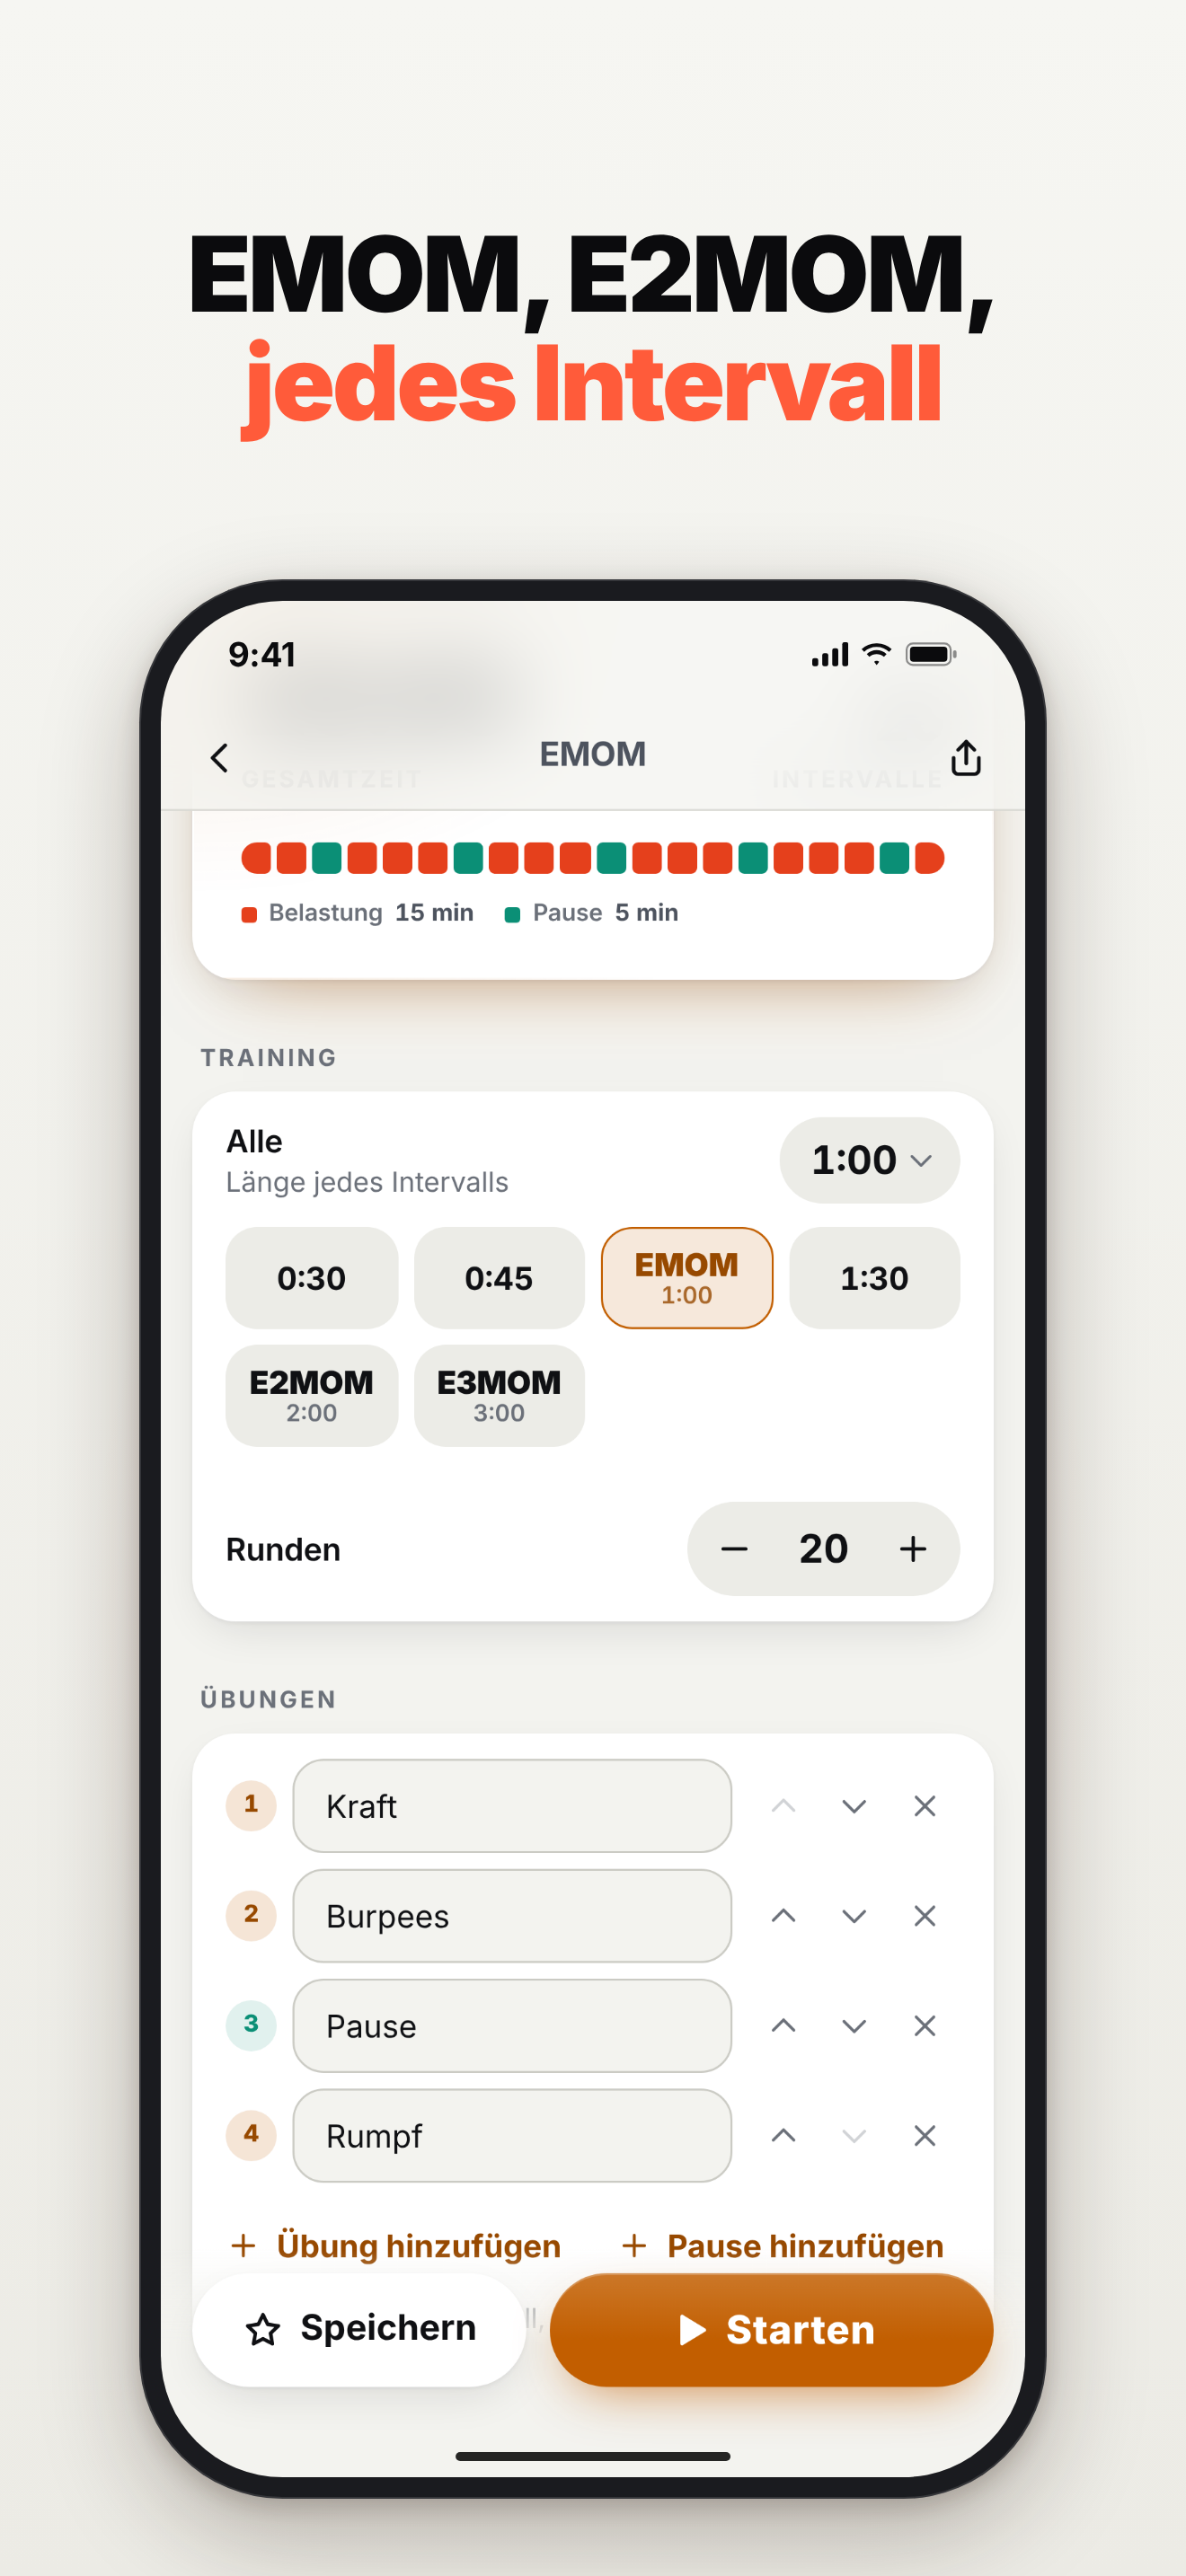 EMOM, E2MOM,
jedes Intervall
9:41
EMOM
GESAMTZEIT INTERVALLE
Belastung 15 min Pause 5 min
TRAINING
Alle
Länge jedes Intervalls
1:00
0:30 0:45 EMOM 1:00 1:30
E2MOM 2:00 E3MOM 3:00
Runden 20
ÜBUNGEN
1 Kraft
2 Burpees
3 Pause
4 Rumpf
+ Übung hinzufügen + Pause hinzufügen
Speichern Starten